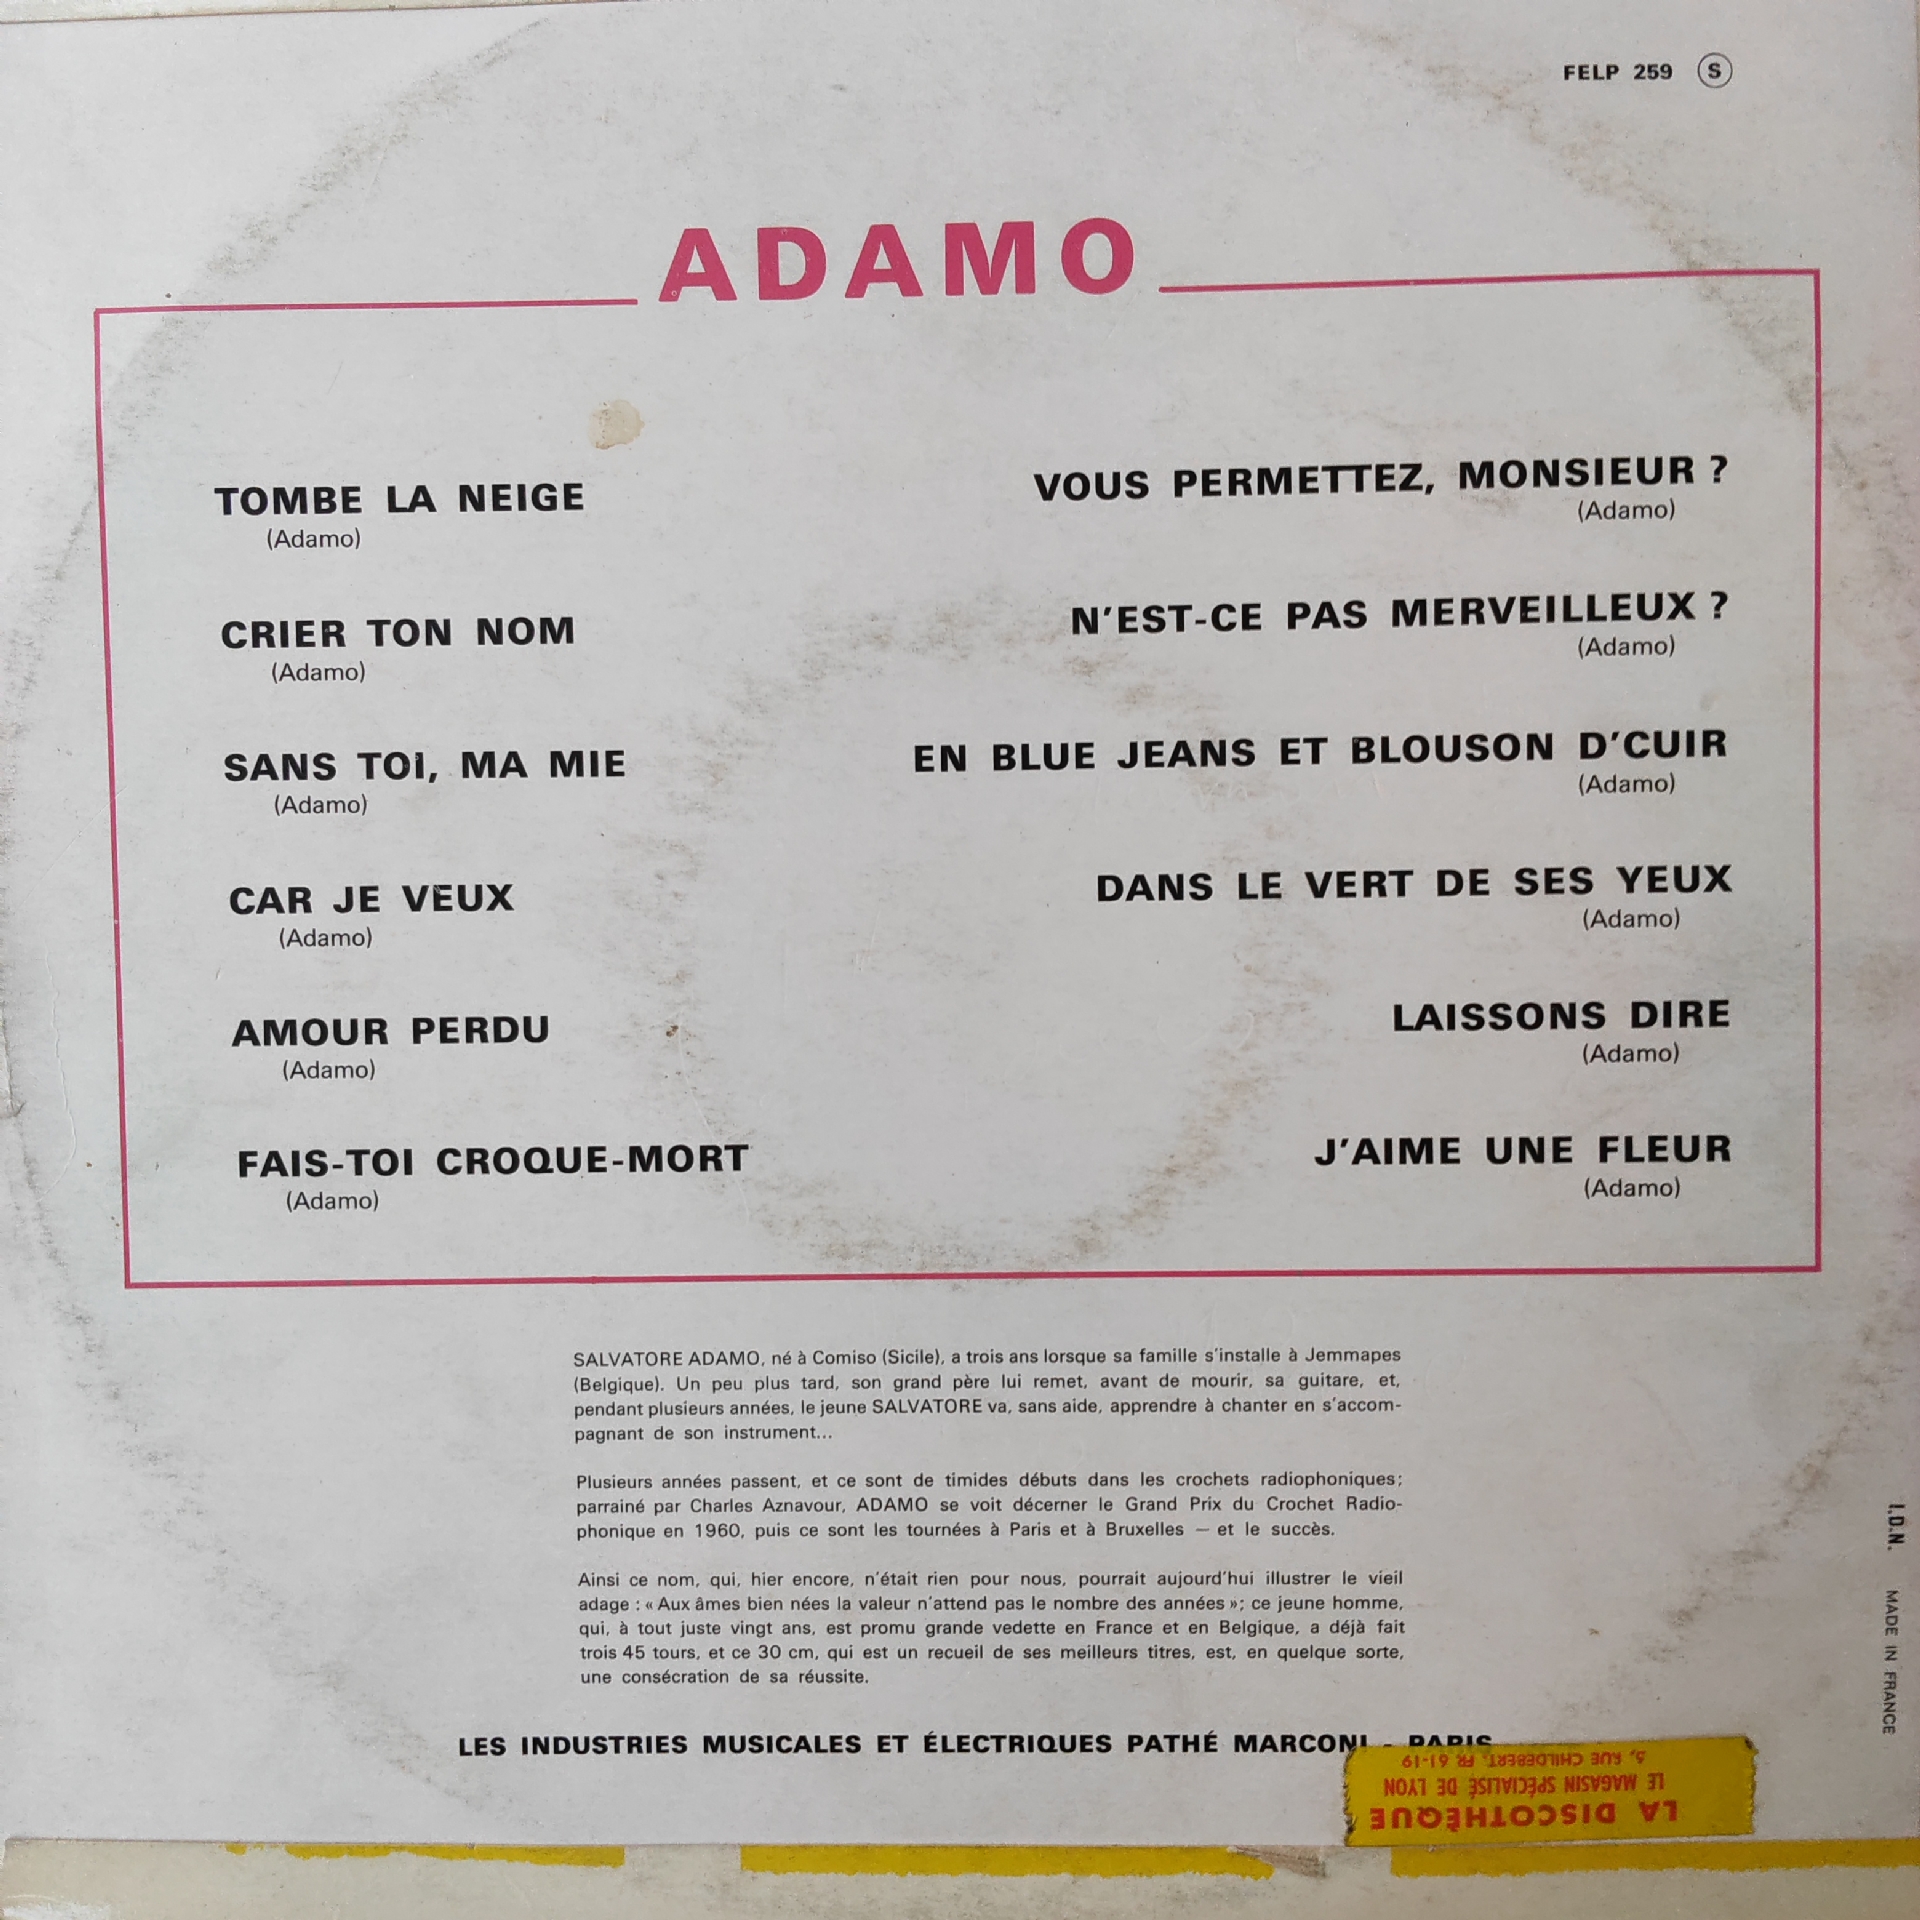 FELP 259 S
ADAMO
TOMBE LA NEIGE
(Adamo)
CRIER TON NOM
(Adamo)
SANS TOI, MA MIE
(Adamo)
CAR JE VEUX
(Adamo)
AMOUR PERDU
(Adamo)
FAIS-TOI CROQUE-MORT
(Adamo)
VOUS PERMETTEZ, MONSIEUR ?
(Adamo)
N'EST-CE PAS MERVEILLEUX ?
(Adamo)
EN BLUE JEANS ET BLOUSON D'CUIR
(Adamo)
DANS LE VERT DE SES YEUX
(Adamo)
LAISSONS DIRE
(Adamo)
J'AIME UNE FLEUR
(Adamo)
SALVATORE ADAMO, né à Comiso (Sicile), a trois ans lorsque sa famille s'installe à Jemmapes
(Belgique). Un peu plus tard, son grand père lui remet, avant de mourir, sa guitare, et,
pendant plusieurs années, le jeune SALVATORE va, sans aide, apprendre à chanter en s'accom-
pagnant de son instrument...
Plusieurs années passent, et ce sont de timides débuts dans les crochets radiophoniques;
parrainé par Charles Aznavour, ADAMO se voit décerner le Grand Prix du Crochet Radio-
phonique en 1960, puis ce sont les tournées à Paris et à Bruxelles — et le succès.
Ainsi ce nom, qui, hier encore, n'était rien pour nous, pourrait aujourd'hui illustrer le vieil
adage : « Aux âmes bien nées la valeur n'attend pas le nombre des années »; ce jeune homme,
qui, à tout juste vingt ans, est promu grande vedette en France et en Belgique, a déjà fait
trois 45 tours, et ce 30 cm, qui est un recueil de ses meilleurs titres, est, en quelque sorte,
une consécration de sa réussite.
LES INDUSTRIES MUSICALES ET ÉLECTRIQUES PATHÉ MARCONI - PARIS
LA DISCOTHÈQUE
LE MAGASIN SPÉCIALISÉ DE LYON
5, RUE CHILDEBERT. FR 61-19
I.D.N. MADE IN FRANCE